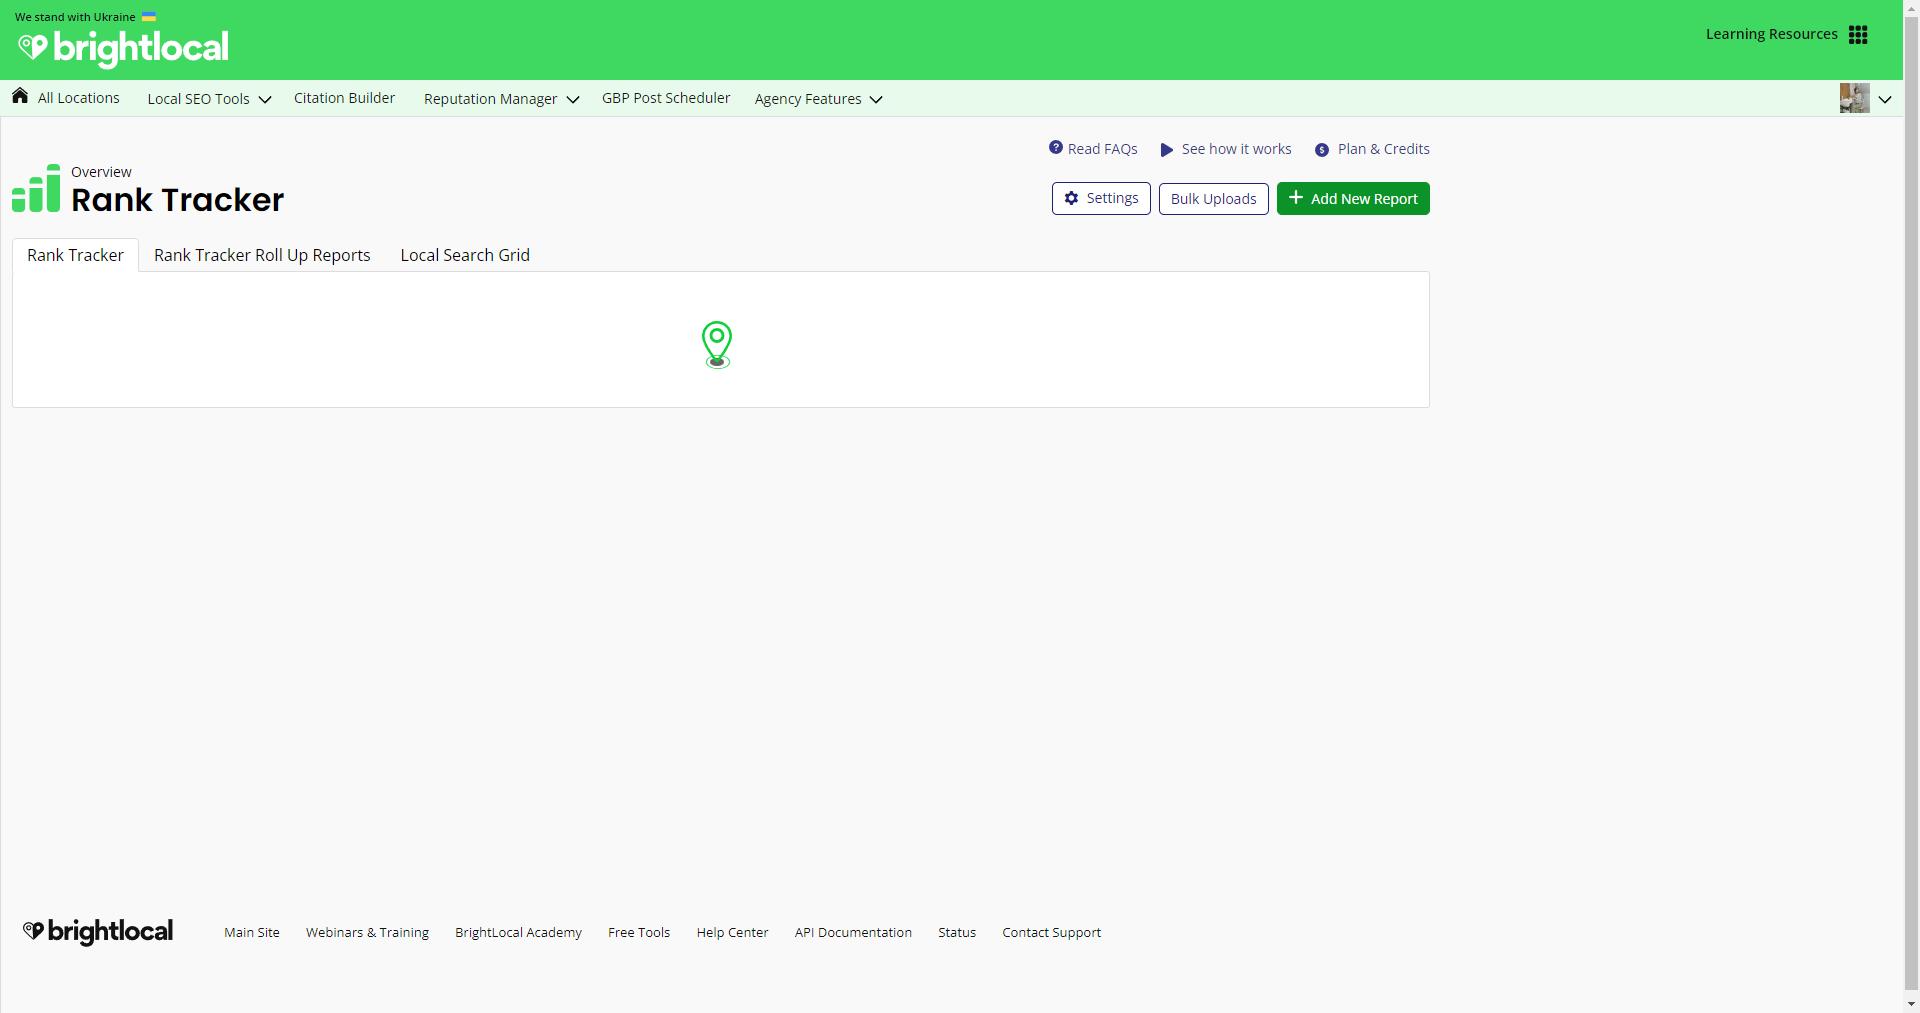 We stand with Ukraine
brightlocal
Learning Resources
All Locations
Local SEO Tools
Citation Builder
Reputation Manager
GBP Post Scheduler
Agency Features
Read FAQs
See how it works
Plan & Credits
Overview
Rank Tracker
Settings
Bulk Uploads
Add New Report
Rank Tracker
Rank Tracker Roll Up Reports
Local Search Grid
brightlocal
Main Site
Webinars & Training
BrightLocal Academy
Free Tools
Help Center
API Documentation
Status
Contact Support